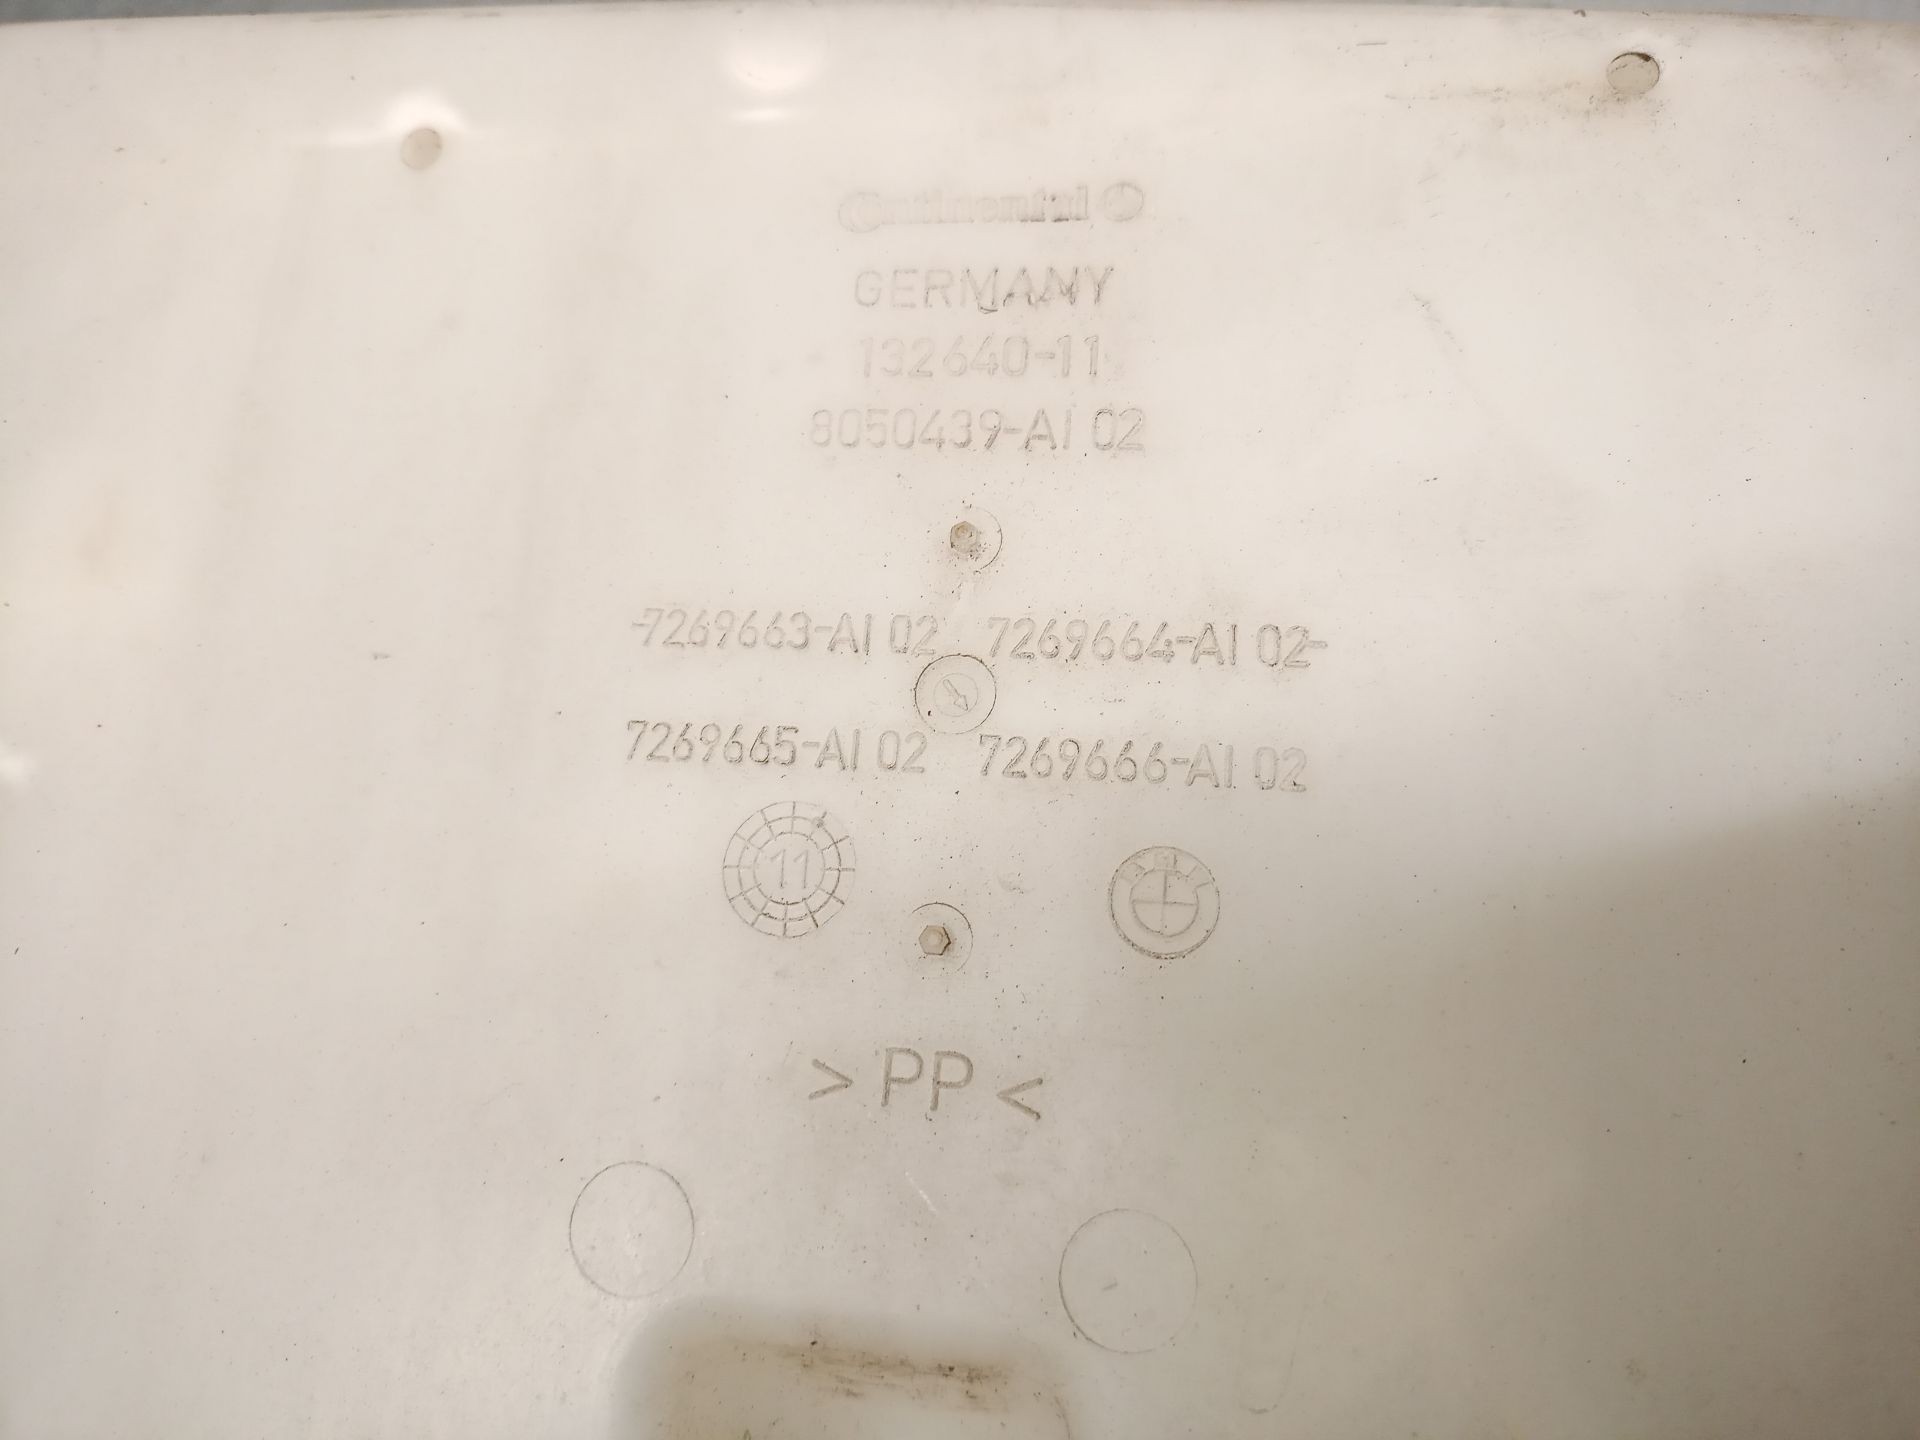 Continental
GERMANY
132640-11
8050439-AI 02
-7269663-AI 02 7269664-AI 02-
7269665-AI 02 7269666-AI 02
11
BMW
> PP <